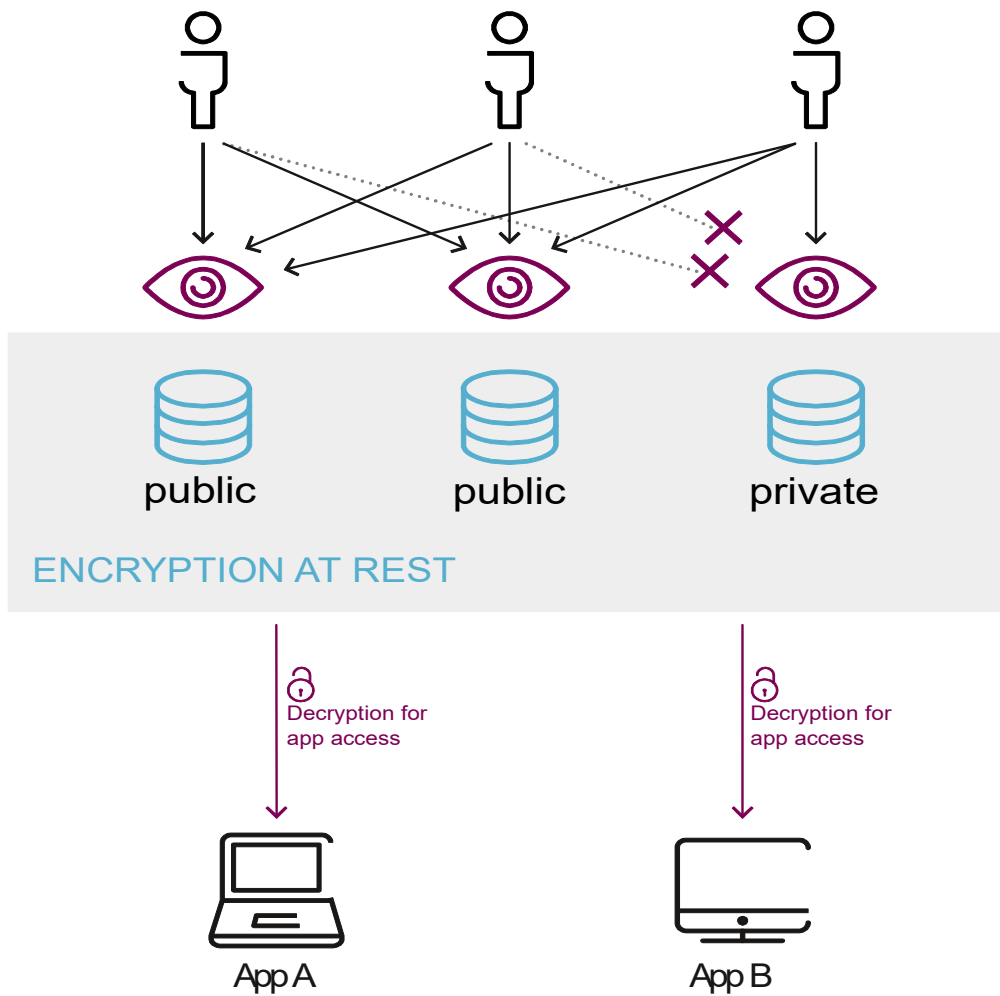 public
public
private
ENCRYPTION AT REST
Decryption for
app access
Decryption for
app access
App A
App B